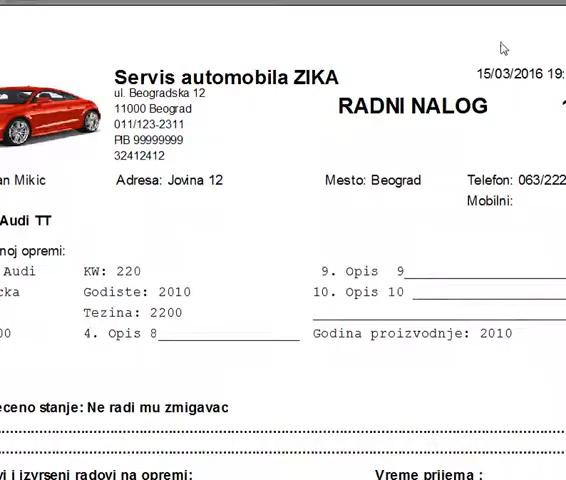 Servis automobila ZIKA
ul. Beogradska 12
11000 Beograd
011/123-2311
PIB 99999999
32412412
15/03/2016 19:
RADNI NALOG
an Mikic Adresa: Jovina 12 Mesto: Beograd Telefon: 063/222
Mobilni:
Audi TT
noj opremi:
Audi KW: 220 9. Opis 9
cka Godiste: 2010 10. Opis 10
Tezina: 2200
00 4. Opis 8 Godina proizvodnje: 2010
eceno stanje: Ne radi mu zmigavac
vi i izvrseni radovi na opremi: Vreme prijema :